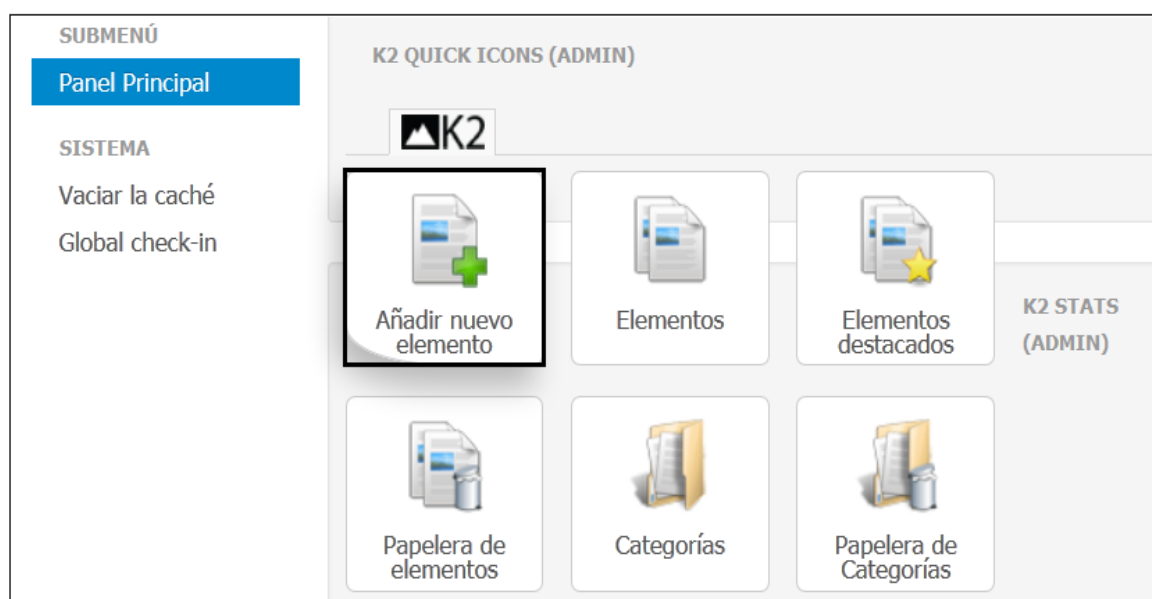 SUBMENÚ
Panel Principal
SISTEMA
Vaciar la caché
Global check-in
K2 QUICK ICONS (ADMIN)
K2
Añadir nuevo
elemento
Elementos
Elementos
destacados
K2 STATS
(ADMIN)
Papelera de
elementos
Categorías
Papelera de
Categorías